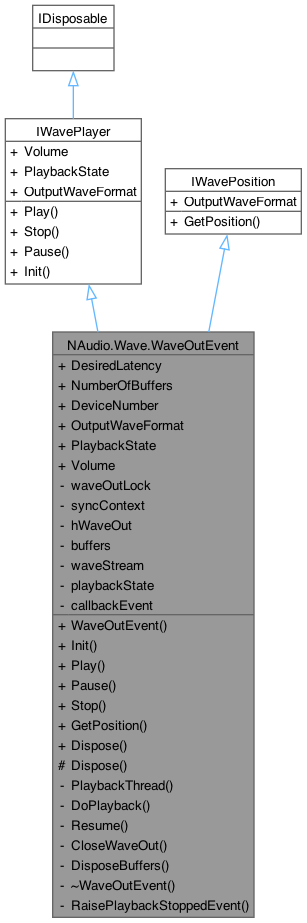 IDisposable
IWavePlayer
+ Volume
+ PlaybackState
+ OutputWaveFormat
+ Play()
+ Stop()
+ Pause()
+ Init()
IWavePosition
+ OutputWaveFormat
+ GetPosition()
NAudio.Wave.WaveOutEvent
+ DesiredLatency
+ NumberOfBuffers
+ DeviceNumber
+ OutputWaveFormat
+ PlaybackState
+ Volume
- waveOutLock
- syncContext
- hWaveOut
- buffers
- waveStream
- playbackState
- callbackEvent
+ WaveOutEvent()
+ Init()
+ Play()
+ Pause()
+ Stop()
+ GetPosition()
+ Dispose()
# Dispose()
- PlaybackThread()
- DoPlayback()
- Resume()
- CloseWaveOut()
- DisposeBuffers()
- ~WaveOutEvent()
- RaisePlaybackStoppedEvent()